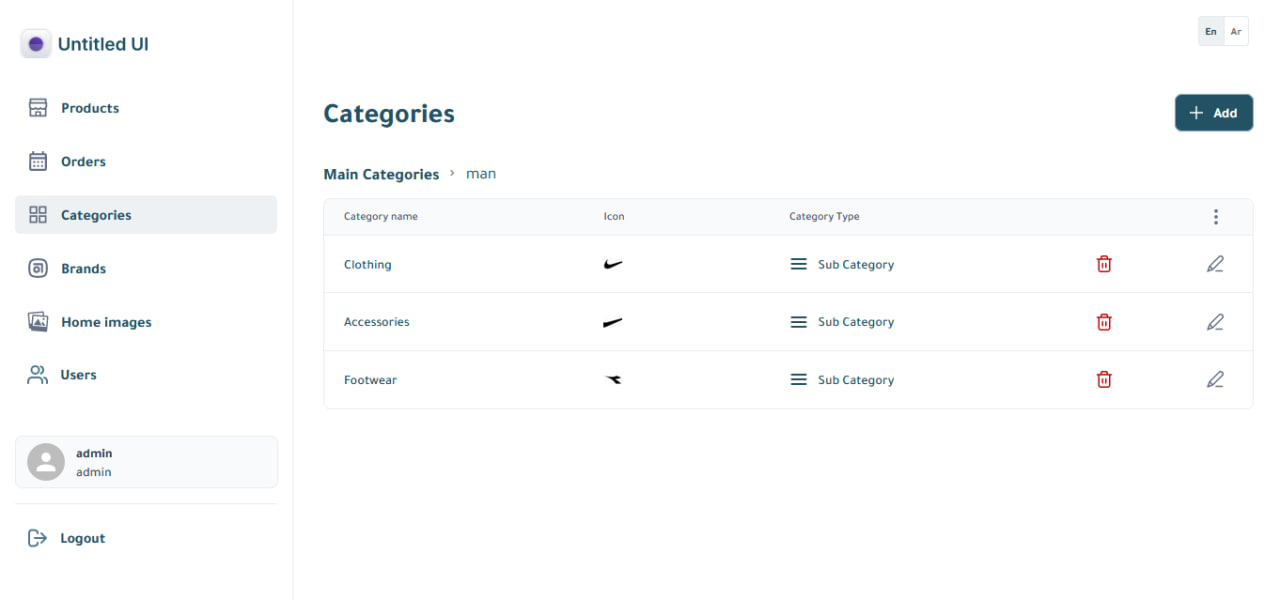 Untitled UI
En Ar
Products
Orders
Categories
Brands
Home images
Users
admin
admin
Logout
Categories
Add
Main Categories > man
Category name Icon Category Type
Clothing Sub Category
Accessories Sub Category
Footwear Sub Category